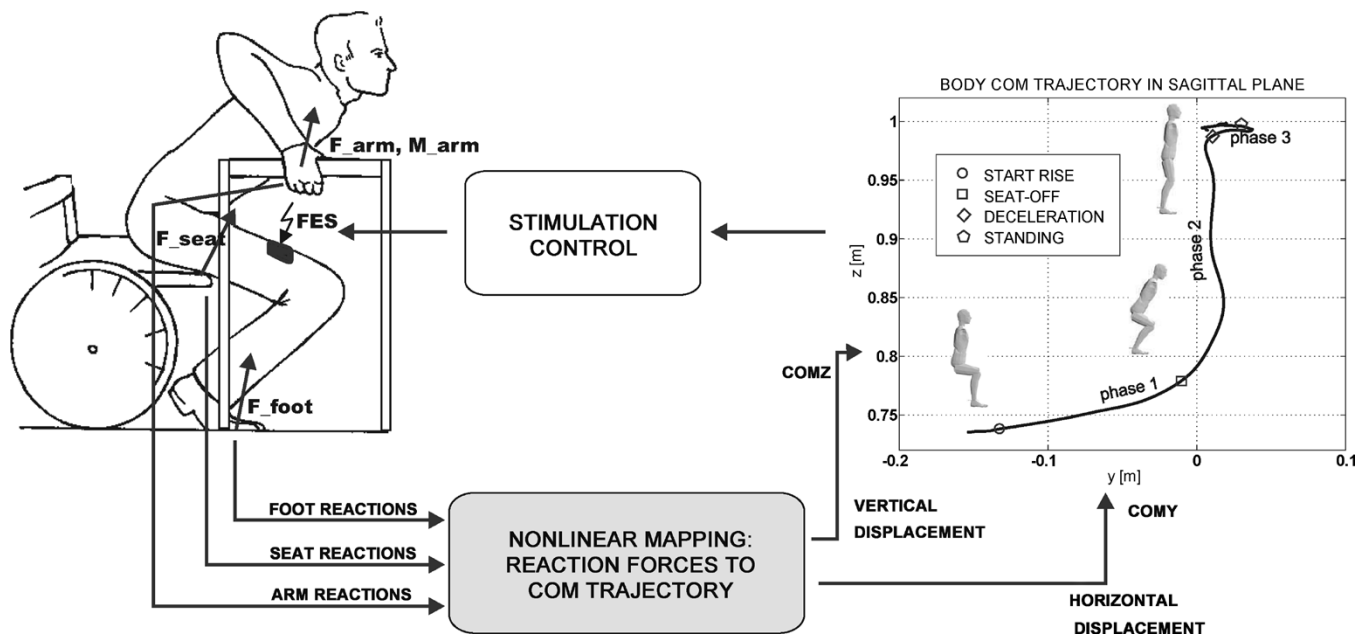 F_arm, M_arm
FES
F_seat
F_foot
STIMULATION
CONTROL
BODY COM TRAJECTORY IN SAGITTAL PLANE
1
0.95
0.9
0.85
0.8
0.75
z [m]
START RISE
SEAT-OFF
DECELERATION
STANDING
phase 3
phase 2
phase 1
-0.2
-0.1
0
0.1
y [m]
COMZ
VERTICAL
DISPLACEMENT
COMY
HORIZONTAL
DISPLACEMENT
FOOT REACTIONS
SEAT REACTIONS
ARM REACTIONS
NONLINEAR MAPPING:
REACTION FORCES TO
COM TRAJECTORY